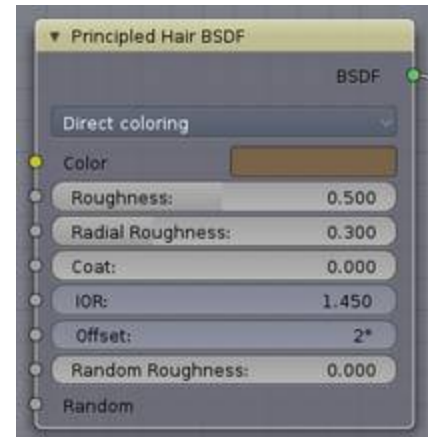 Principled Hair BSDF
BSDF
Direct coloring
Color
Roughness: 0.500
Radial Roughness: 0.300
Coat: 0.000
IOR: 1.450
Offset: 2°
Random Roughness: 0.000
Random